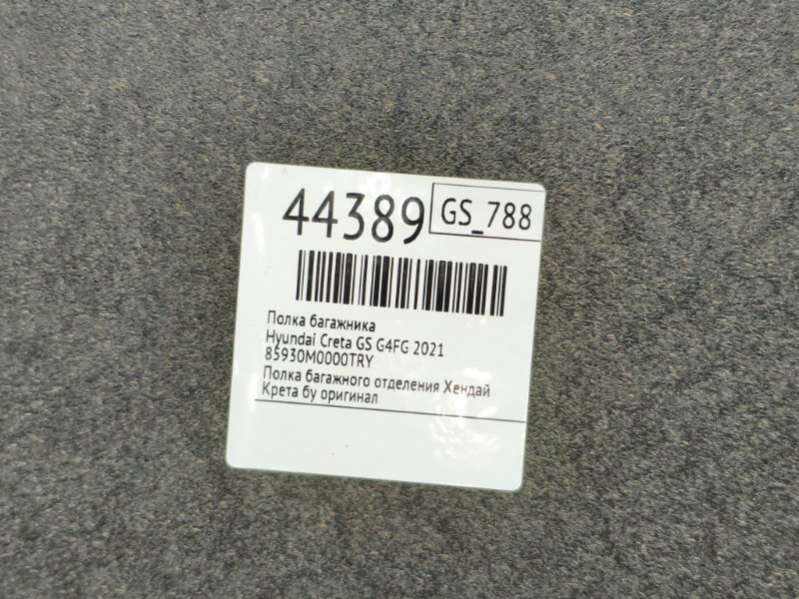 44389
GS_788
Полка багажника
Hyundai Creta GS G4FG 2021
85930M0000TRY
Полка багажного отделения Хендай
Крета бу оригинал